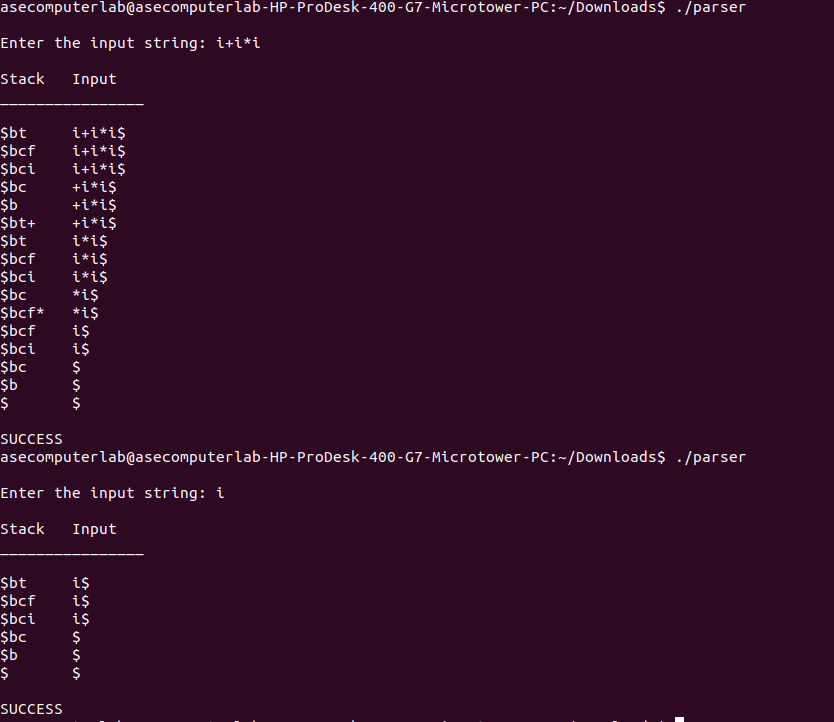 asecomputerlab@asecomputerlab-HP-ProDesk-400-G7-Microtower-PC:~/Downloads$ ./parser
Enter the input string: i+i*i
Stack   Input
________________
$bt     i+i*i$
$bcf    i+i*i$
$bci    i+i*i$
$bc     +i*i$
$b      +i*i$
$bt+    +i*i$
$bt     i*i$
$bcf    i*i$
$bci    i*i$
$bc     *i$
$bcf*   *i$
$bcf    i$
$bci    i$
$bc     $
$b      $
$       $
SUCCESS
asecomputerlab@asecomputerlab-HP-ProDesk-400-G7-Microtower-PC:~/Downloads$ ./parser
Enter the input string: i
Stack   Input
________________
$bt     i$
$bcf    i$
$bci    i$
$bc     $
$b      $
$       $
SUCCESS